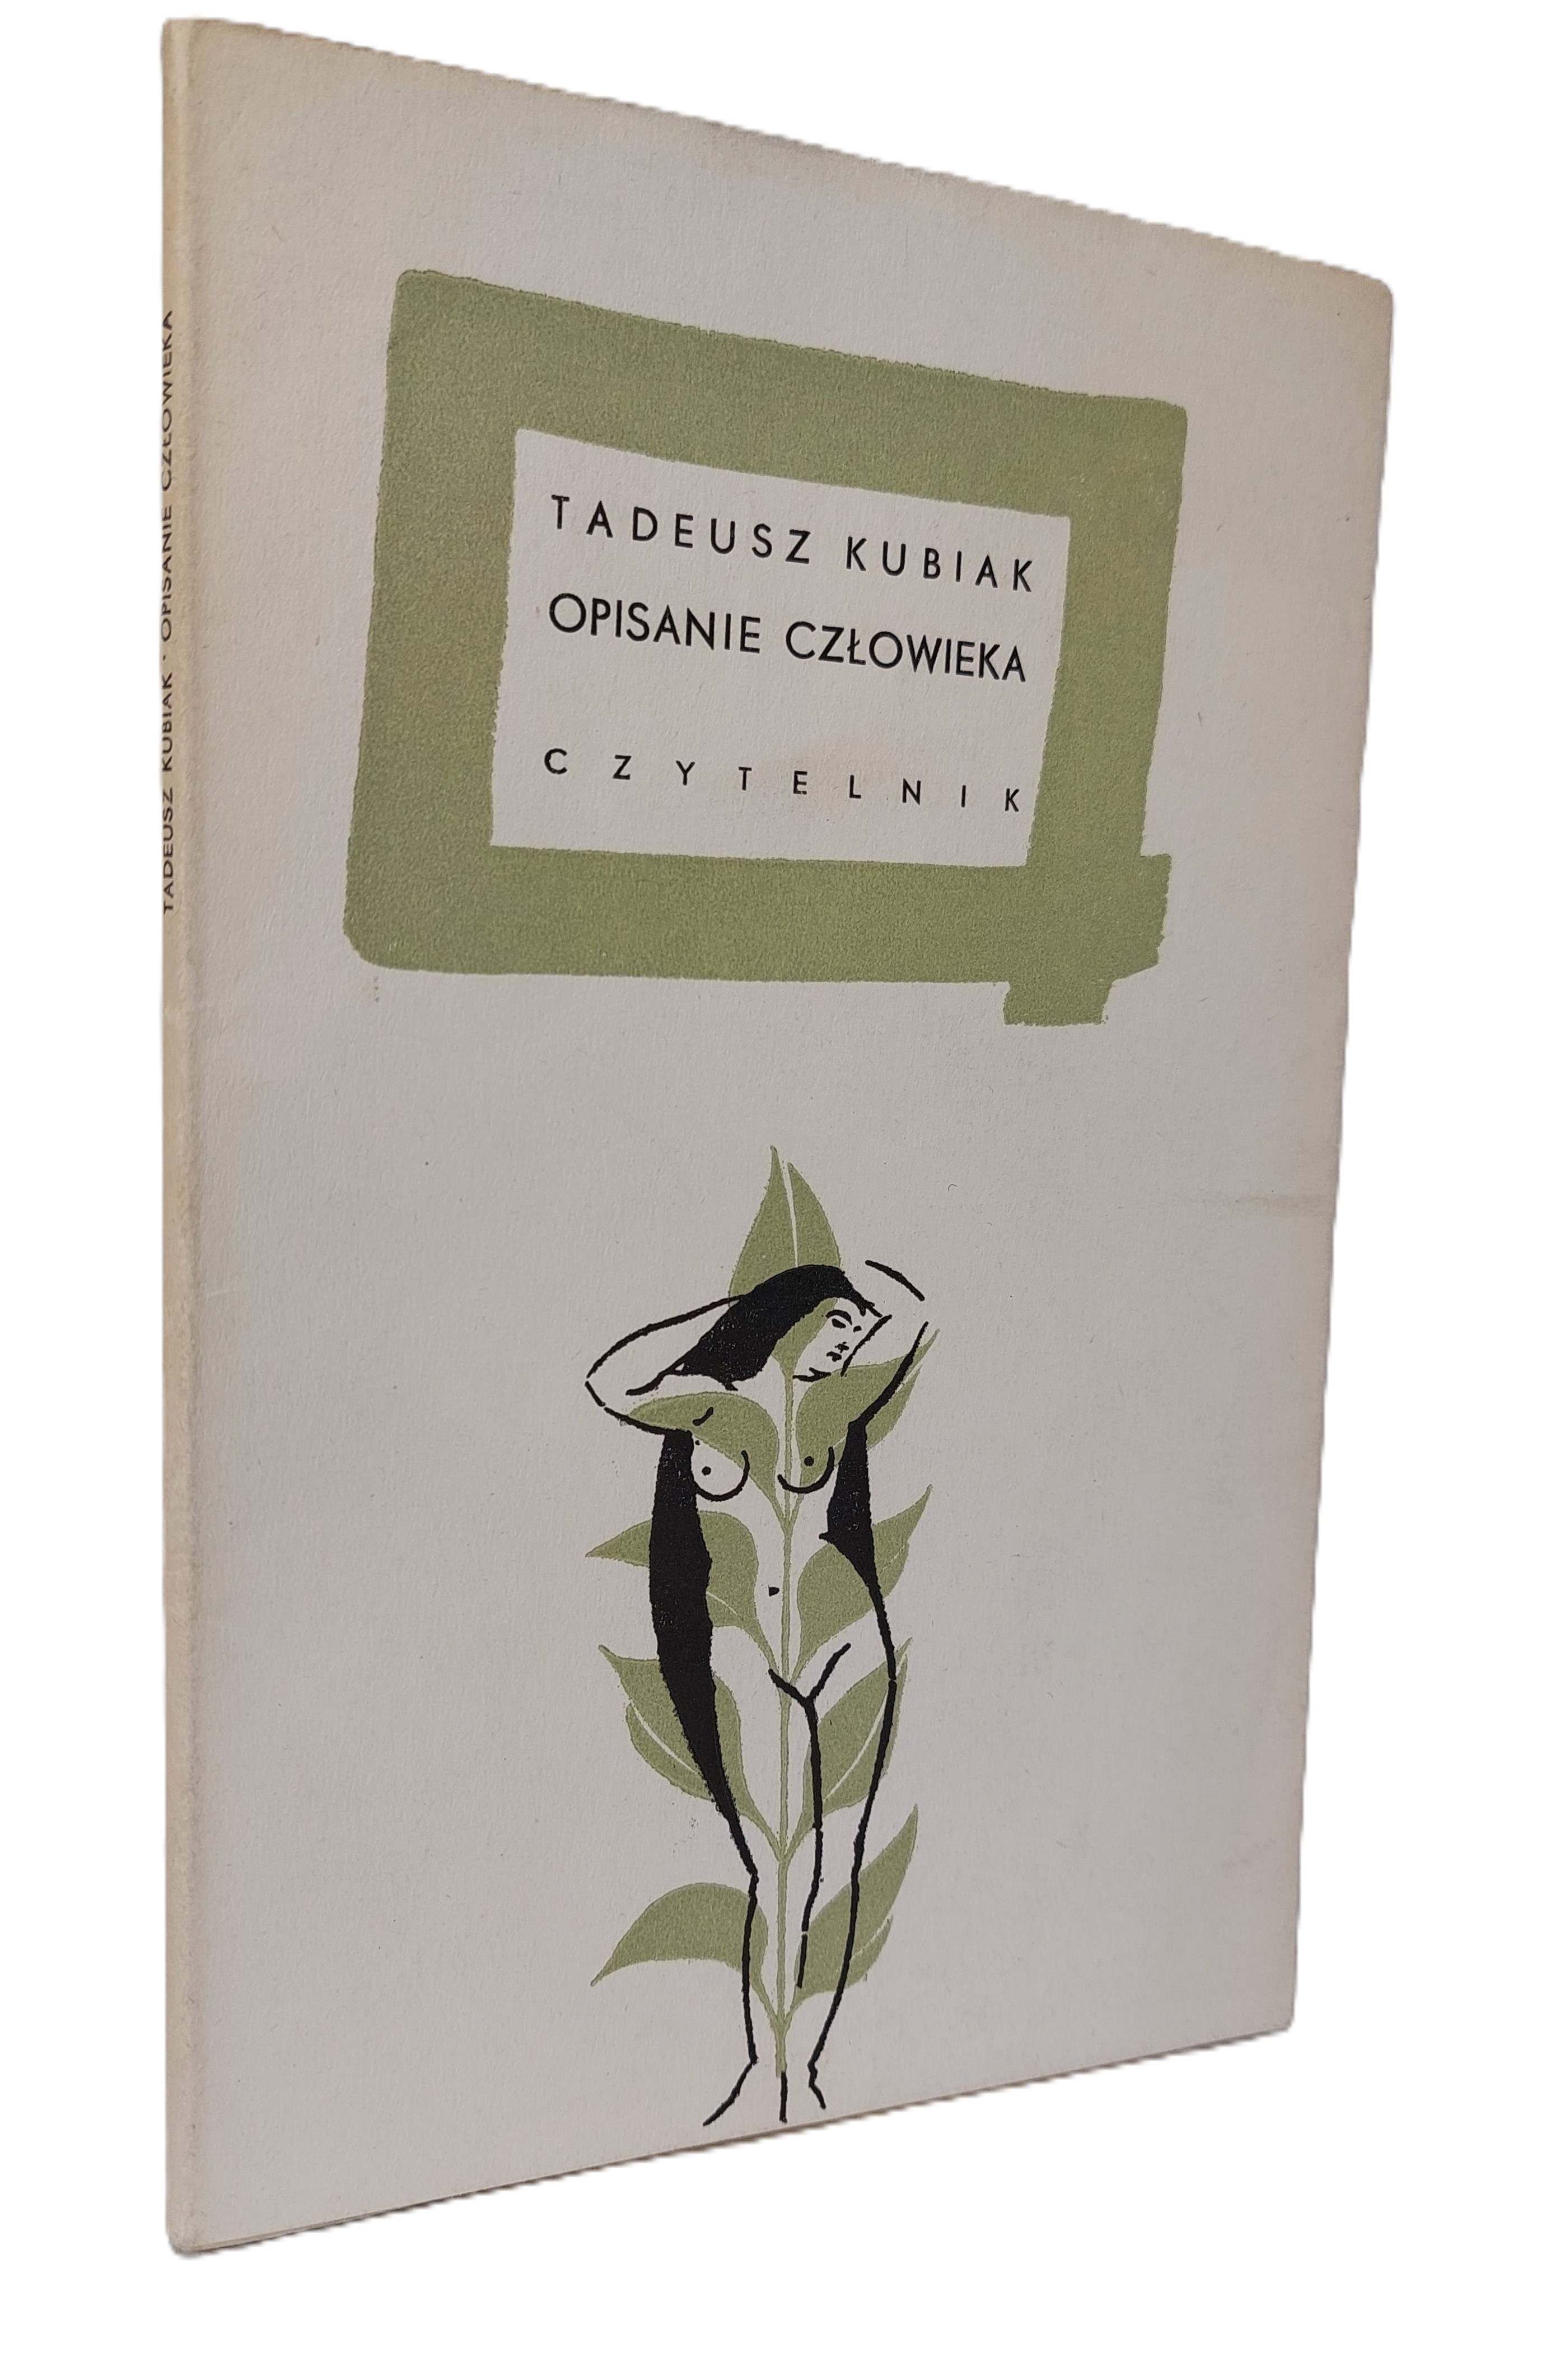 TADEUSZ KUBIAK
OPISANIE CZŁOWIEKA
CZYTELNIK
TADEUSZ KUBIAK · OPISANIE CZŁOWIEKA